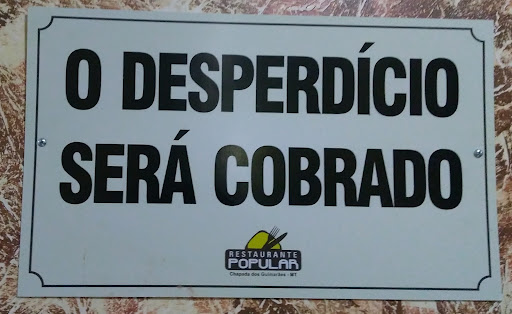 O DESPERDÍCIO
SERÁ COBRADO
RESTAURANTE
POPULAR
Chapada dos Guimarães - MT